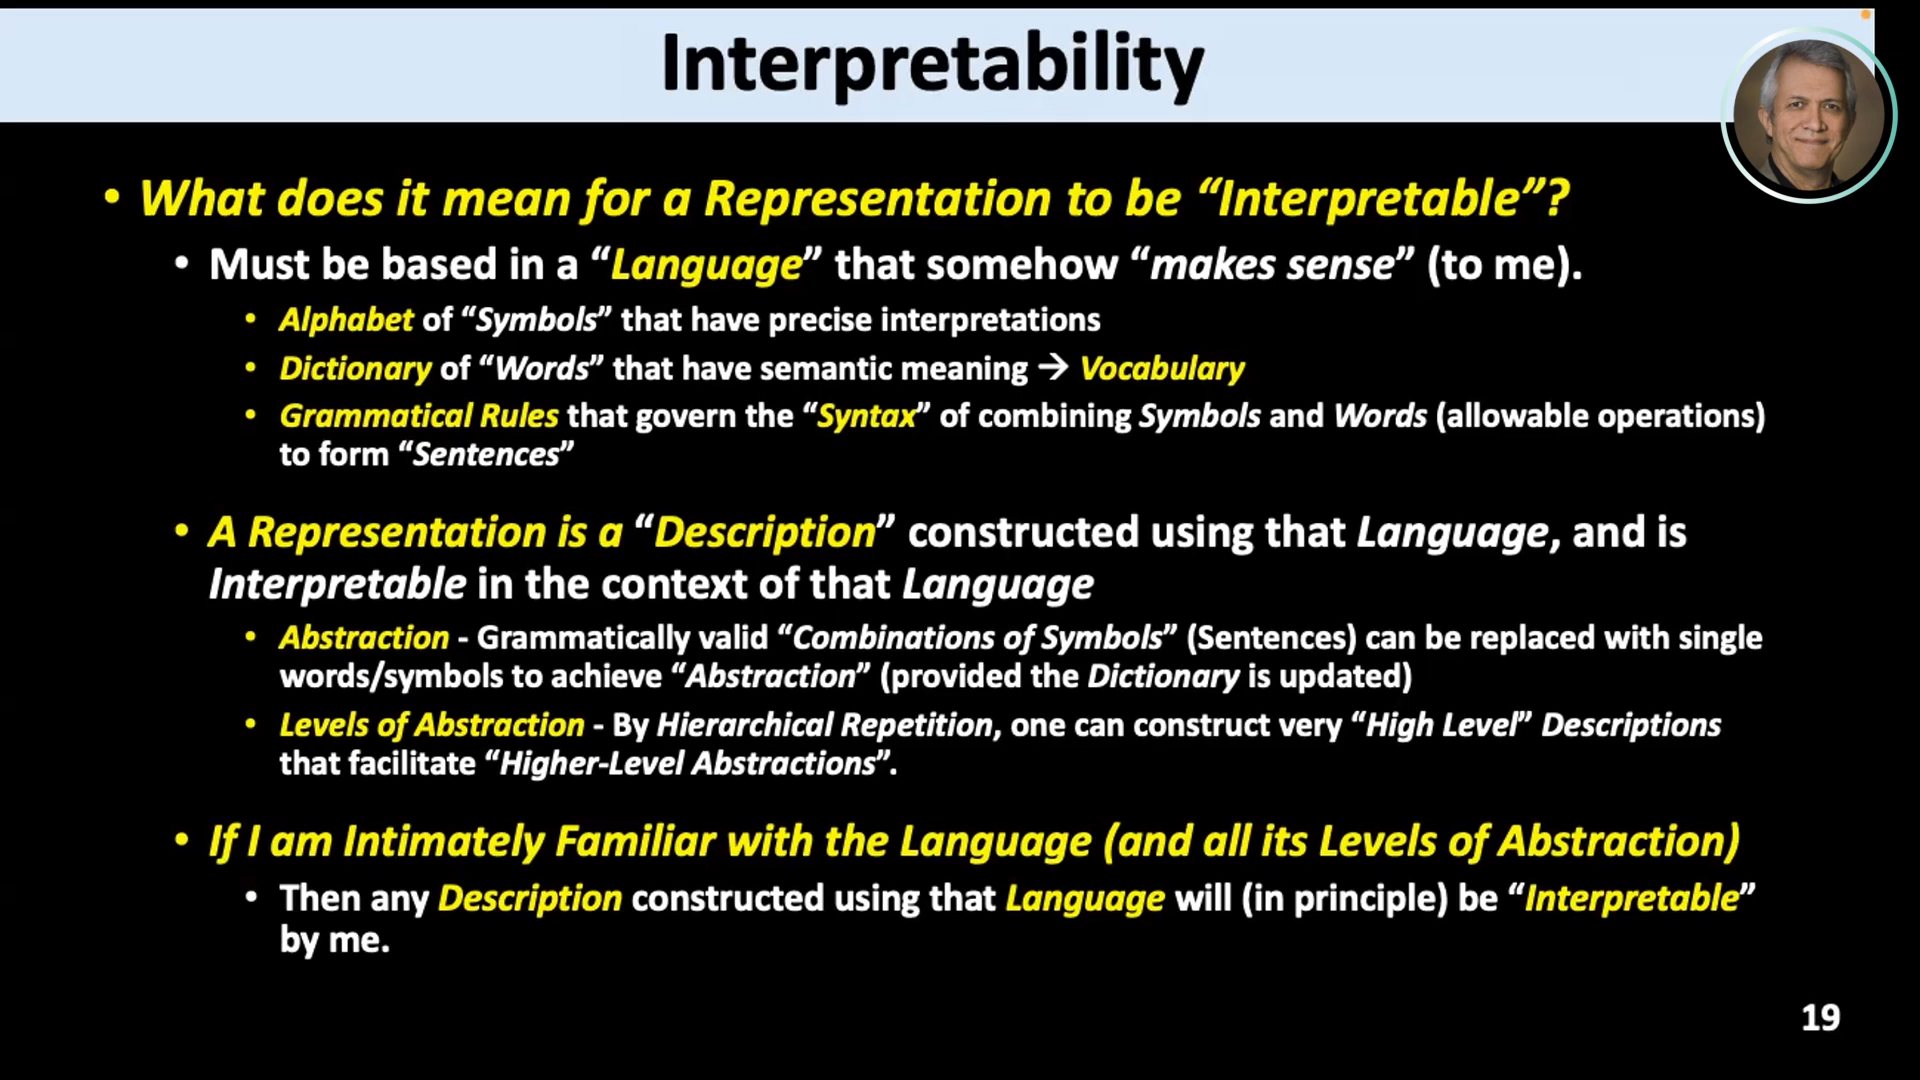 Interpretability
• What does it mean for a Representation to be “Interpretable”?
• Must be based in a “Language” that somehow “makes sense” (to me).
• Alphabet of “Symbols” that have precise interpretations
• Dictionary of “Words” that have semantic meaning → Vocabulary
• Grammatical Rules that govern the “Syntax” of combining Symbols and Words (allowable operations)
to form “Sentences”
• A Representation is a “Description” constructed using that Language, and is
Interpretable in the context of that Language
• Abstraction - Grammatically valid “Combinations of Symbols” (Sentences) can be replaced with single
words/symbols to achieve “Abstraction” (provided the Dictionary is updated)
• Levels of Abstraction - By Hierarchical Repetition, one can construct very “High Level” Descriptions
that facilitate “Higher-Level Abstractions”.
• If I am Intimately Familiar with the Language (and all its Levels of Abstraction)
• Then any Description constructed using that Language will (in principle) be “Interpretable”
by me.
19